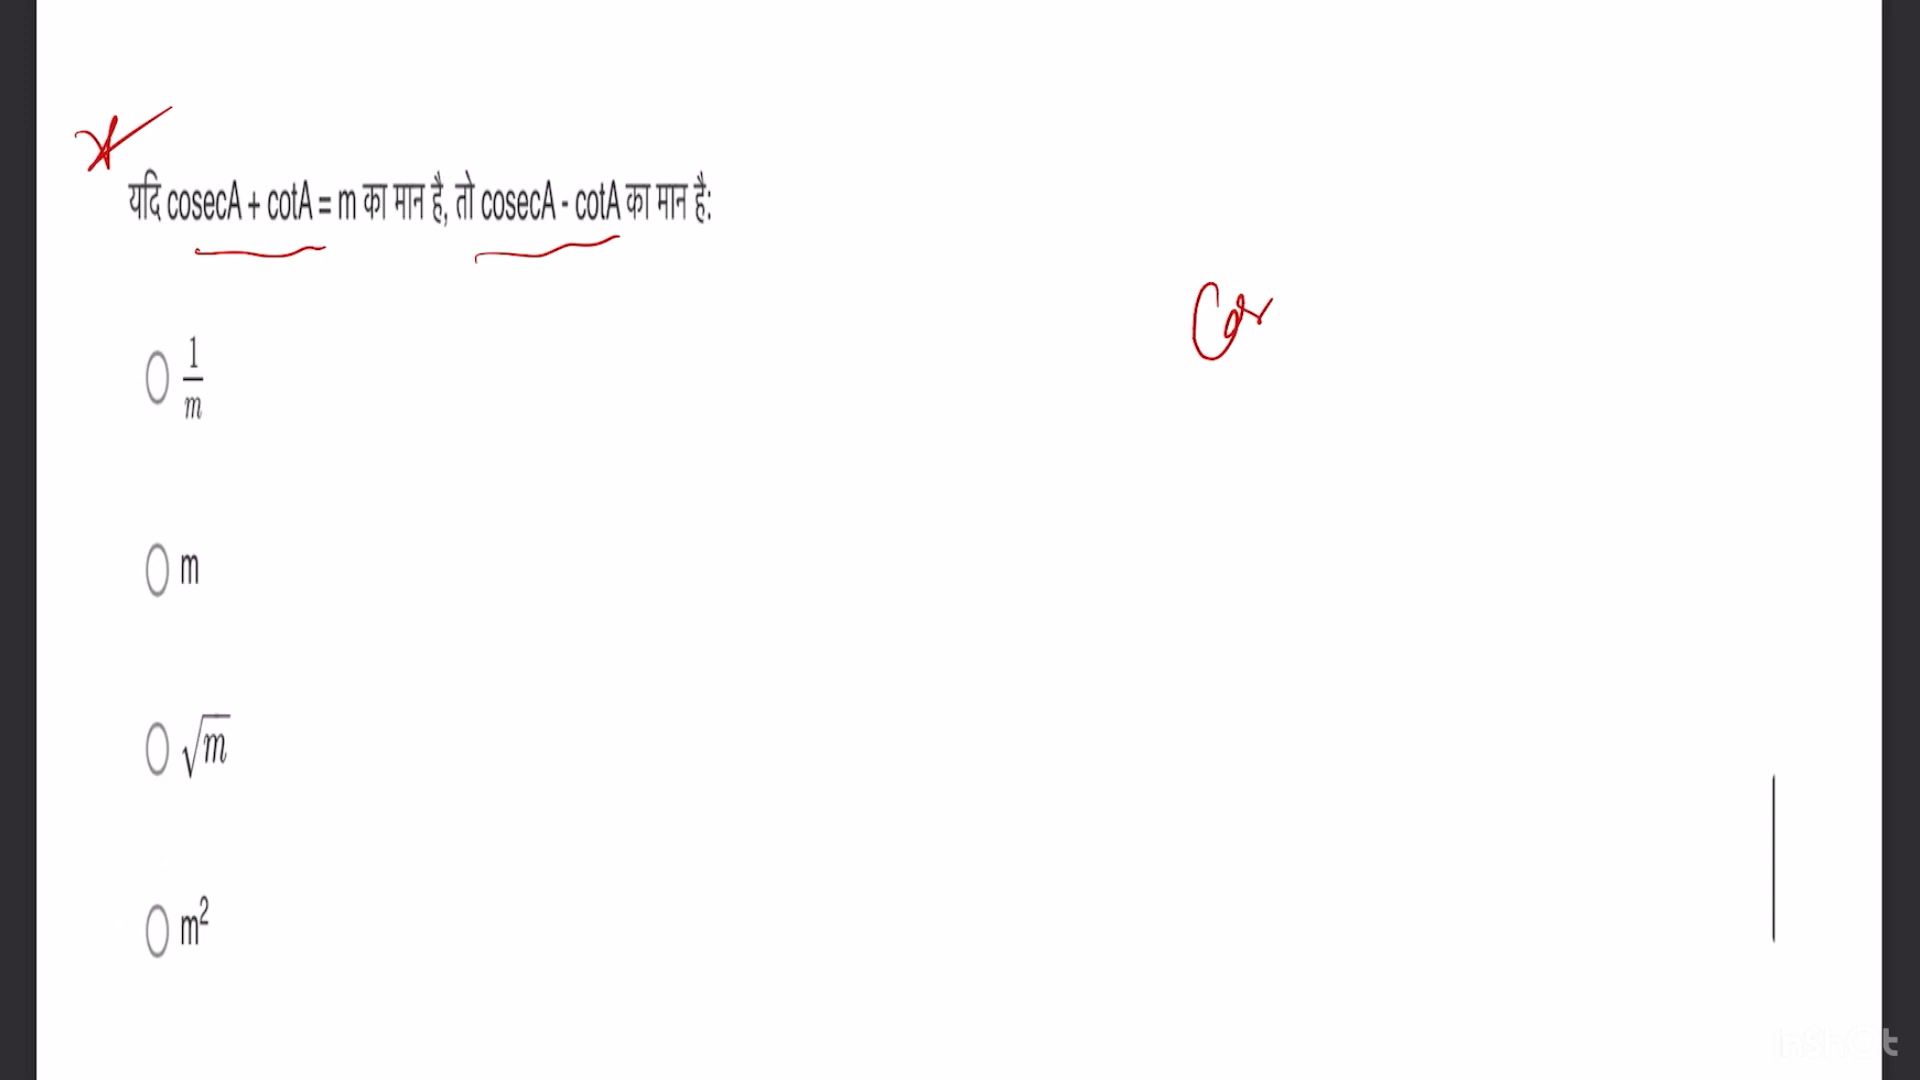 यदि cosecA + cotA = m का मान है, तो cosecA - cotA का मान है:
1/m
m
√m
m²